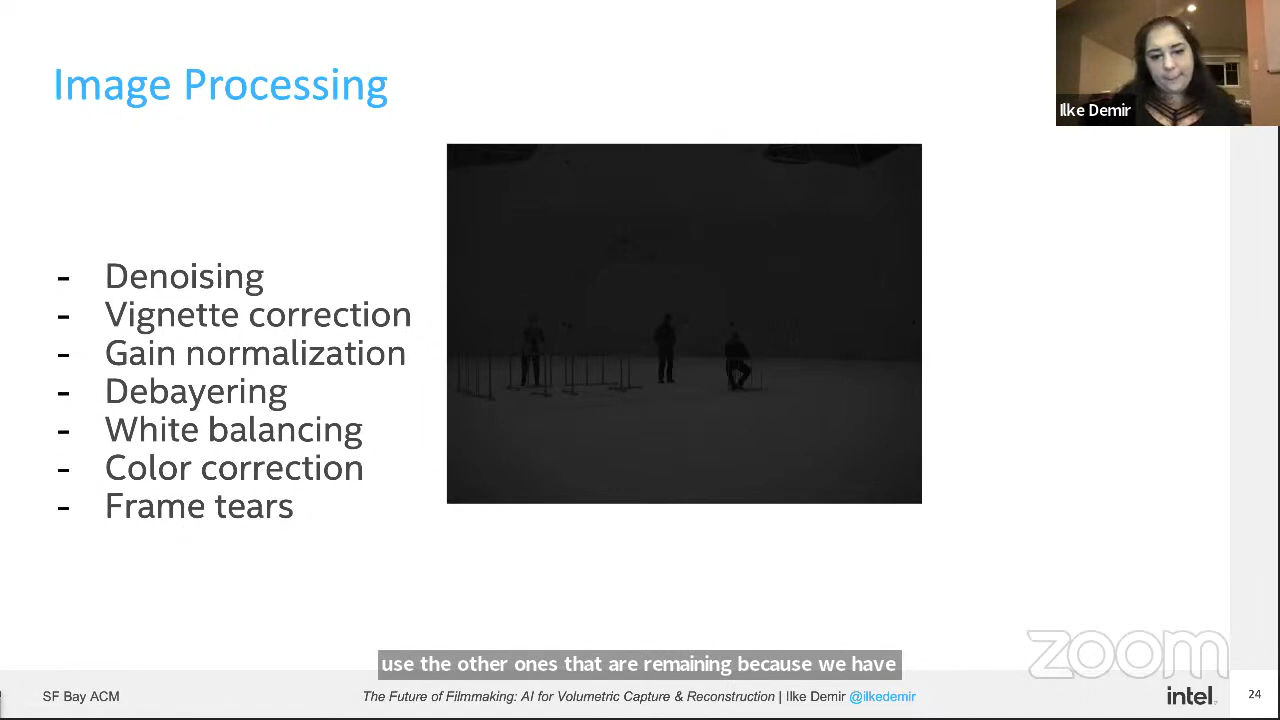 Image Processing
Ilke Demir
- Denoising
- Vignette correction
- Gain normalization
- Debayering
- White balancing
- Color correction
- Frame tears
zoom
use the other ones that are remaining because we have
SF Bay ACM
The Future of Filmmaking: AI for Volumetric Capture & Reconstruction | Ilke Demir @ilkedemir
intel.
24